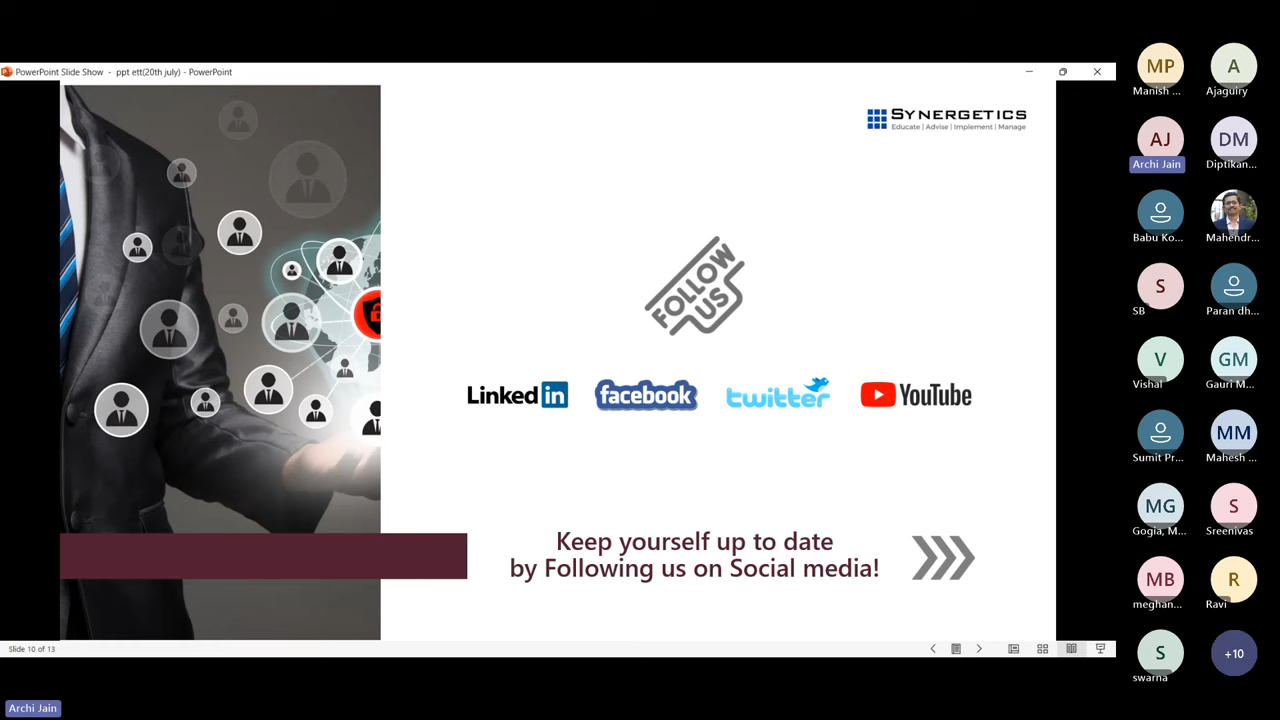 PowerPoint Slide Show - ppt ett(20th july) - PowerPoint
SYNERGETICS
Educate | Advise | Implement | Manage
FOLLOW
US
Linked in
facebook
twitter
YouTube
Keep yourself up to date
by Following us on Social media!
Slide 10 of 13
MP
Manish ...
A
Ajaguiry
AJ
Archi Jain
DM
Diptikan...
Babu Ko...
Mahendr...
S
SB
Paran dh...
V
Vishal
GM
Gauri M...
Sumit Pr...
MM
Mahesh ...
MG
Gogia, M...
S
Sreenivas
MB
meghan...
R
Ravi
S
swarna
+10
Archi Jain